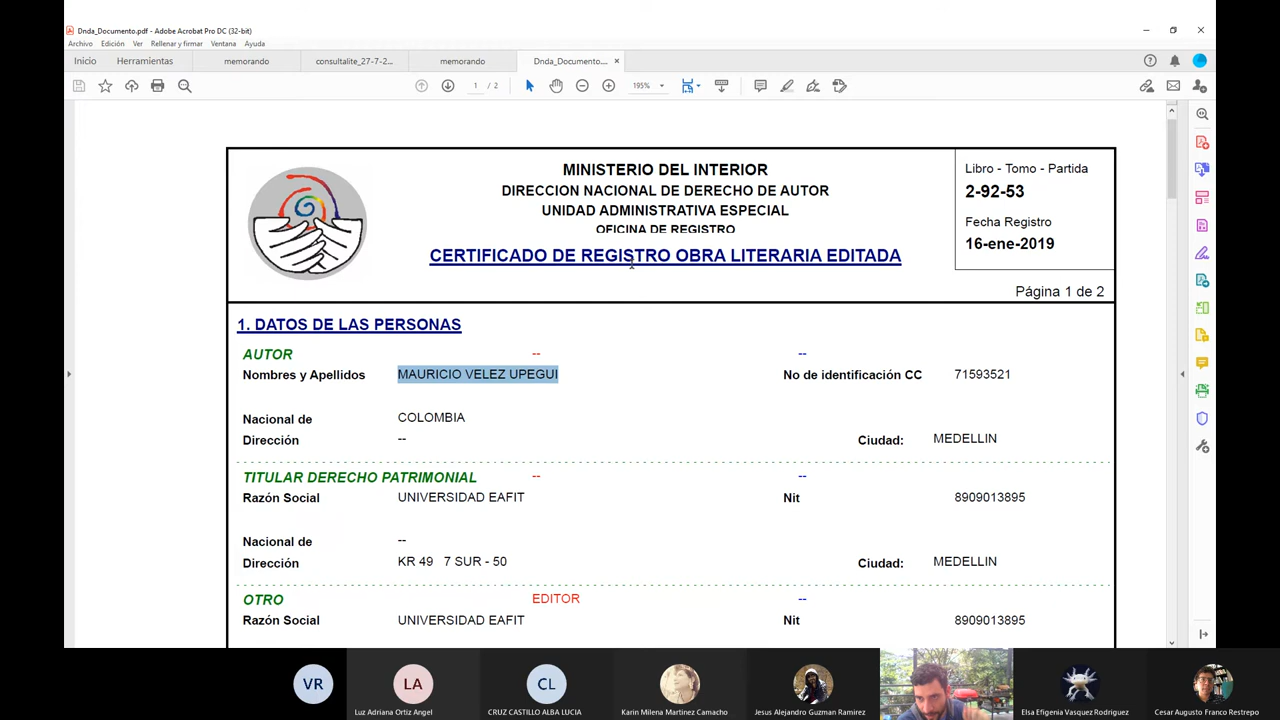 Dnda_Documento.pdf - Adobe Acrobat Pro DC (32-bit)
Archivo Edición Ver Rellenar y firmar Ventana Ayuda
Inicio Herramientas memorando consultalite_27-7-2... memorando Dnda_Documento.... ×
1 / 2 195%
MINISTERIO DEL INTERIOR
DIRECCION NACIONAL DE DERECHO DE AUTOR
UNIDAD ADMINISTRATIVA ESPECIAL
OFICINA DE REGISTRO
CERTIFICADO DE REGISTRO OBRA LITERARIA EDITADA
Libro - Tomo - Partida
2-92-53
Fecha Registro
16-ene-2019
Página 1 de 2
1. DATOS DE LAS PERSONAS
AUTOR -- --
Nombres y Apellidos MAURICIO VELEZ UPEGUI No de identificación CC 71593521
Nacional de COLOMBIA
Dirección -- Ciudad: MEDELLIN
TITULAR DERECHO PATRIMONIAL -- --
Razón Social UNIVERSIDAD EAFIT Nit 8909013895
Nacional de --
Dirección KR 49 7 SUR - 50 Ciudad: MEDELLIN
OTRO EDITOR --
Razón Social UNIVERSIDAD EAFIT Nit 8909013895
VR LA CL
Luz Adriana Ortiz Angel CRUZ CASTILLO ALBA LUCIA Karin Milena Martinez Camacho Jesus Alejandro Guzman Ramirez Elsa Efigenia Vasquez Rodriguez Cesar Augusto Franco Restrepo